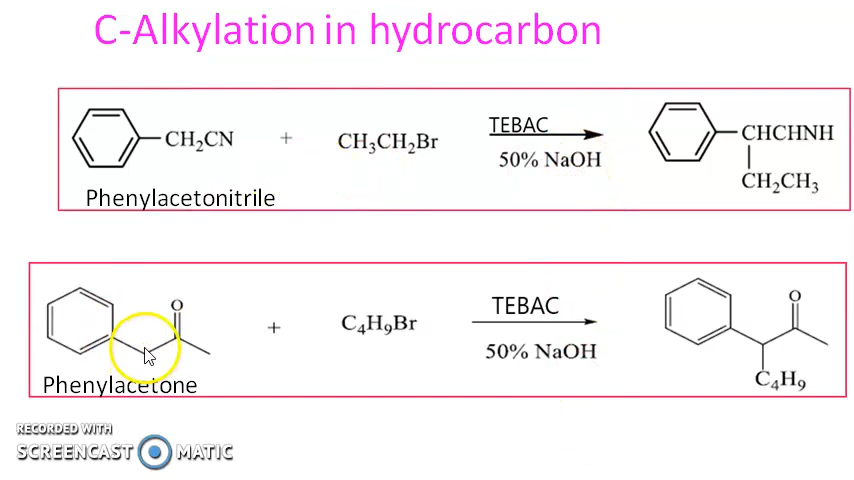 C-Alkylation in hydrocarbon
CH₂CN + CH₃CH₂Br TEBAC CHCHNH
50% NaOH
CH₂CH₃
Phenylacetonitrile
O O
+ C₄H₉Br TEBAC
50% NaOH
C₄H₉
Phenylacetone
RECORDED WITH
SCREENCAST MATIC